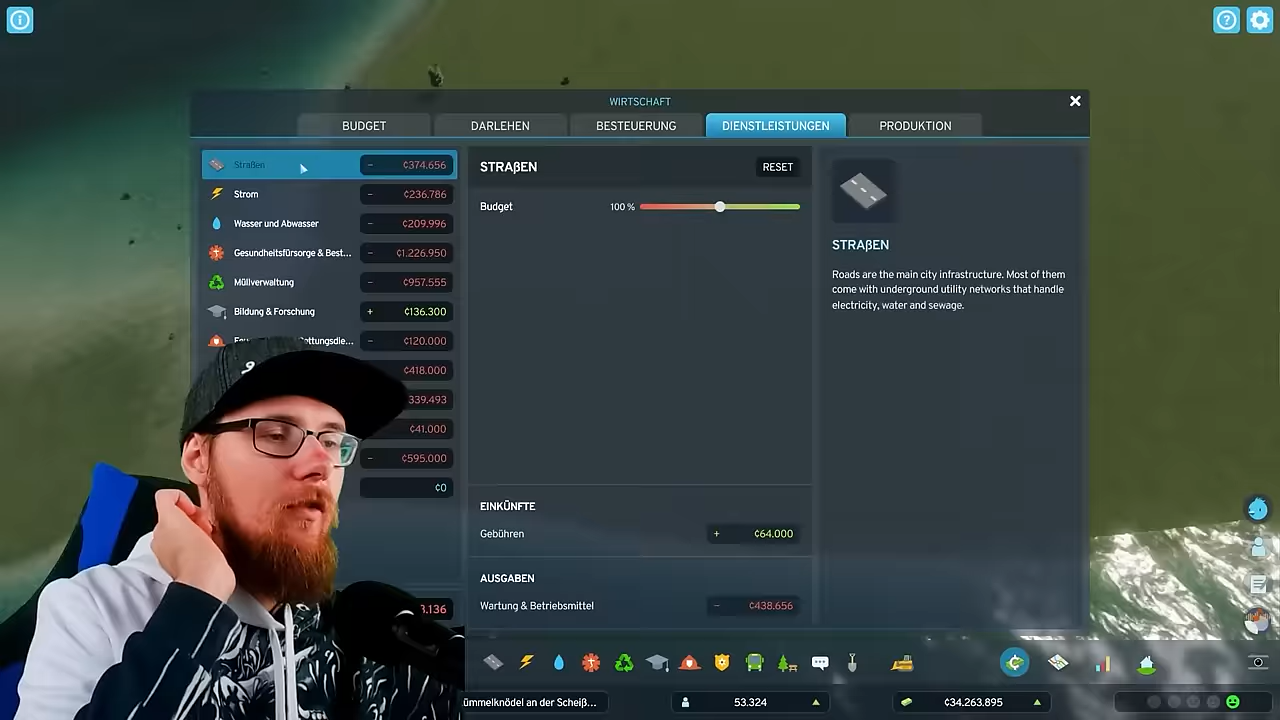 WIRTSCHAFT
BUDGET
DARLEHEN
BESTEUERUNG
DIENSTLEISTUNGEN
PRODUKTION
Straßen
- ¢374.656
Strom
- ¢236.786
Wasser und Abwasser
- ¢209.996
Gesundheitsfürsorge & Best...
- ¢1.226.950
Müllverwaltung
- ¢957.555
Bildung & Forschung
+ ¢136.300
ttungsdie...
- ¢120.000
¢418.000
339.493
¢41.000
- ¢595.000
¢0
3.136
STRAßEN
RESET
Budget
100 %
EINKÜNFTE
Gebühren
+ ¢64.000
AUSGABEN
Wartung & Betriebsmittel
- ¢438.656
STRAßEN
Roads are the main city infrastructure. Most of them
come with underground utility networks that handle
electricity, water and sewage.
ümmelknödel an der Scheiß...
53.324
¢34.263.895